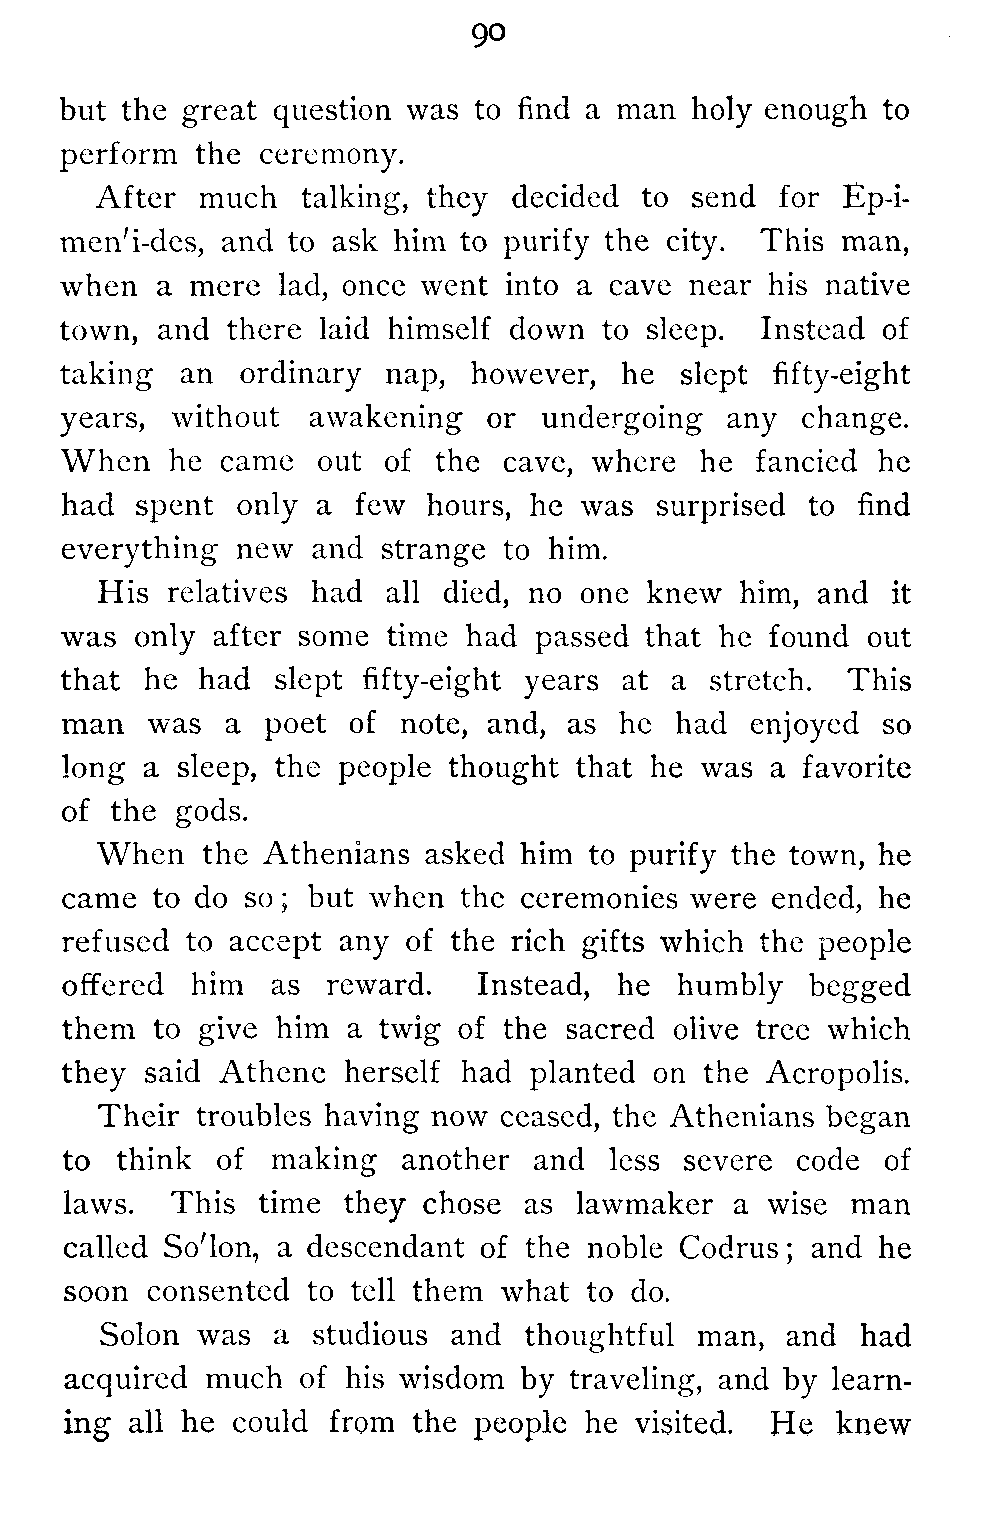 90
but the great question was to find a man holy enough to
perform the ceremony.
After much talking, they decided to send for Ep-i-
men′i-des, and to ask him to purify the city. This man,
when a mere lad, once went into a cave near his native
town, and there laid himself down to sleep. Instead of
taking an ordinary nap, however, he slept fifty-eight
years, without awakening or undergoing any change.
When he came out of the cave, where he fancied he
had spent only a few hours, he was surprised to find
everything new and strange to him.
His relatives had all died, no one knew him, and it
was only after some time had passed that he found out
that he had slept fifty-eight years at a stretch. This
man was a poet of note, and, as he had enjoyed so
long a sleep, the people thought that he was a favorite
of the gods.
When the Athenians asked him to purify the town, he
came to do so; but when the ceremonies were ended, he
refused to accept any of the rich gifts which the people
offered him as reward. Instead, he humbly begged
them to give him a twig of the sacred olive tree which
they said Athene herself had planted on the Acropolis.
Their troubles having now ceased, the Athenians began
to think of making another and less severe code of
laws. This time they chose as lawmaker a wise man
called So′lon, a descendant of the noble Codrus; and he
soon consented to tell them what to do.
Solon was a studious and thoughtful man, and had
acquired much of his wisdom by traveling, and by learn-
ing all he could from the people he visited. He knew